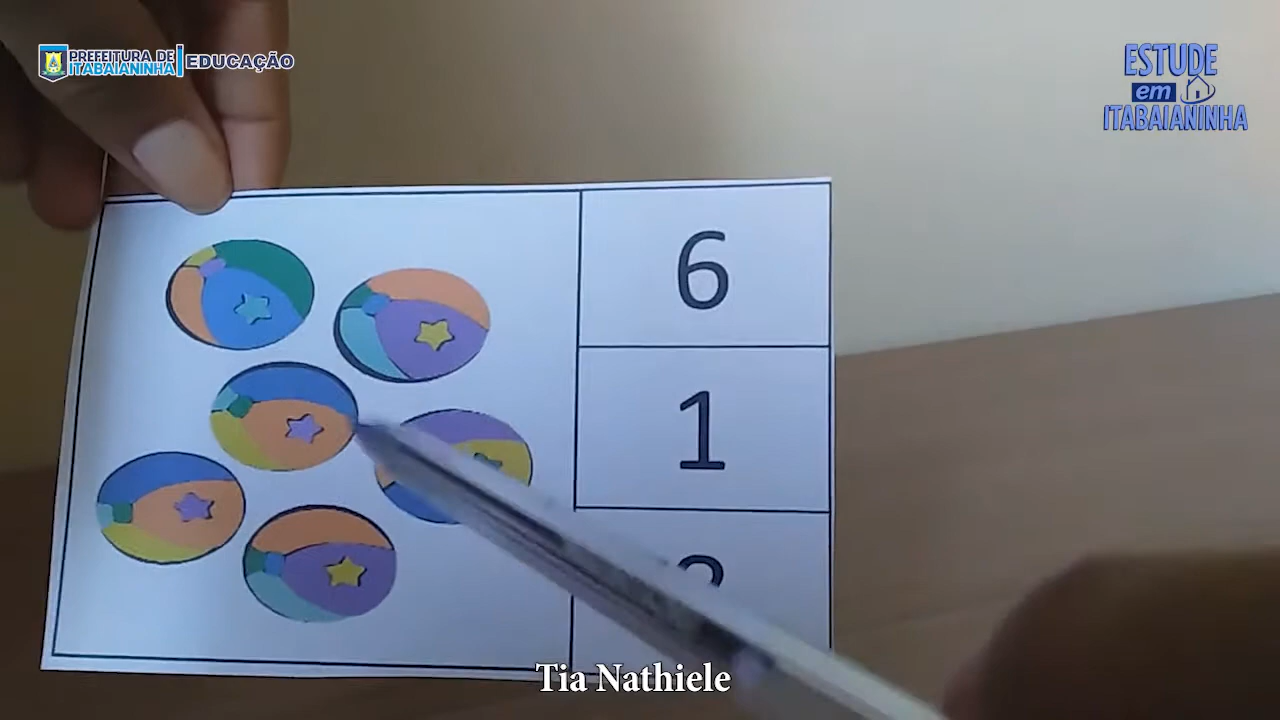 PREFEITURA DE
ITABAIANINHA
EDUCAÇÃO
ESTUDE
em
ITABAIANINHA
6
1
Tia Nathiele